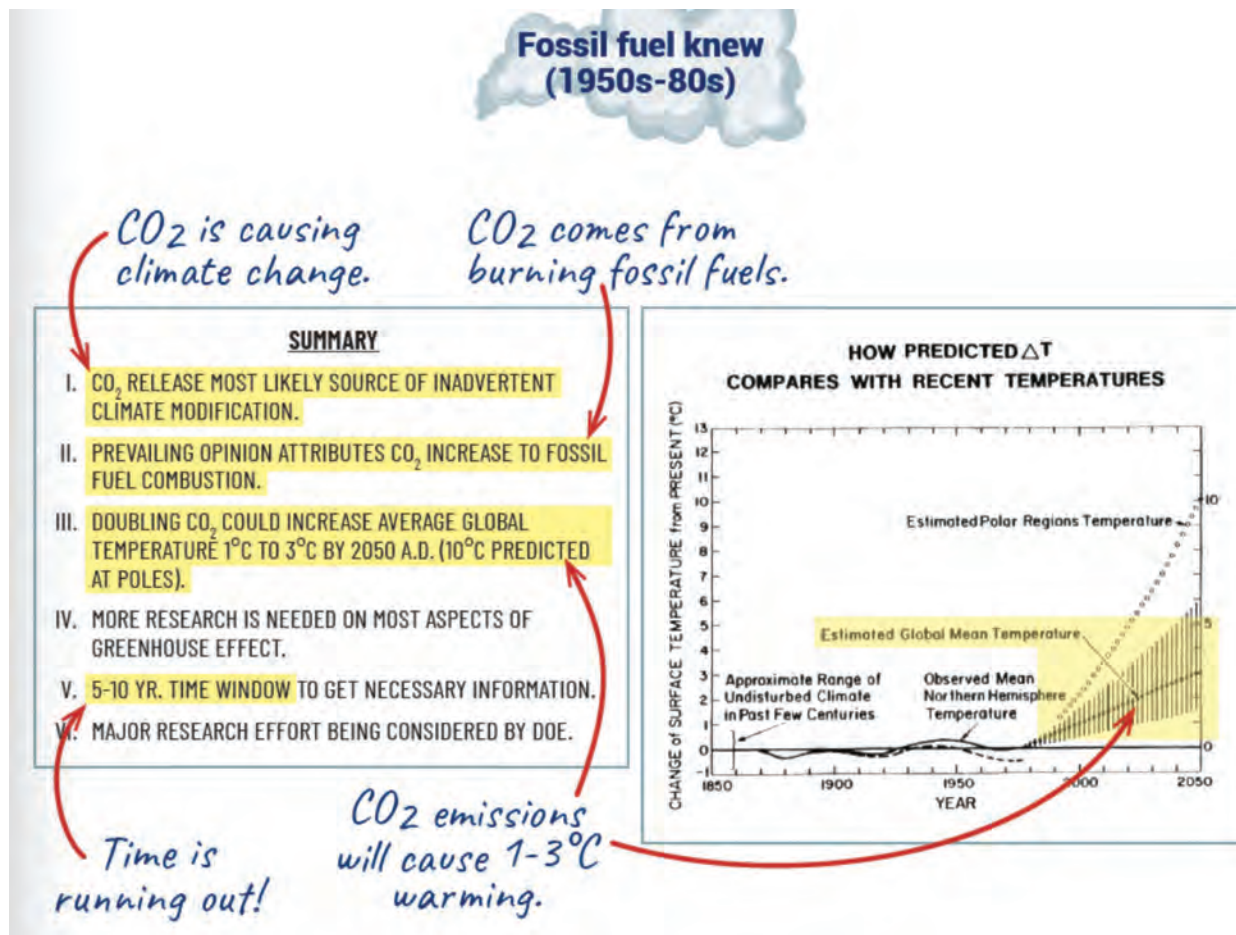 Fossil fuel knew
(1950s-80s)
CO2 is causing
climate change.
CO2 comes from
burning fossil fuels.
SUMMARY
I. CO₂ RELEASE MOST LIKELY SOURCE OF INADVERTENT
CLIMATE MODIFICATION.
II. PREVAILING OPINION ATTRIBUTES CO₂ INCREASE TO FOSSIL
FUEL COMBUSTION.
III. DOUBLING CO₂ COULD INCREASE AVERAGE GLOBAL
TEMPERATURE 1°C TO 3°C BY 2050 A.D. (10°C PREDICTED
AT POLES).
IV. MORE RESEARCH IS NEEDED ON MOST ASPECTS OF
GREENHOUSE EFFECT.
V. 5-10 YR. TIME WINDOW TO GET NECESSARY INFORMATION.
VI. MAJOR RESEARCH EFFORT BEING CONSIDERED BY DOE.
HOW PREDICTED △T
COMPARES WITH RECENT TEMPERATURES
CHANGE of SURFACE TEMPERATURE from PRESENT (°C)
13
12
11
10
9
8
7
6
5
4
3
2
1
0
-1
10
5
0
Estimated Polar Regions Temperature
Estimated Global Mean Temperature
Approximate Range of
Undisturbed Climate
in Past Few Centuries
Observed Mean
Northern Hemisphere
Temperature
1850 1900 1950 2000 2050
YEAR
Time is
running out!
CO2 emissions
will cause 1-3°C
warming.